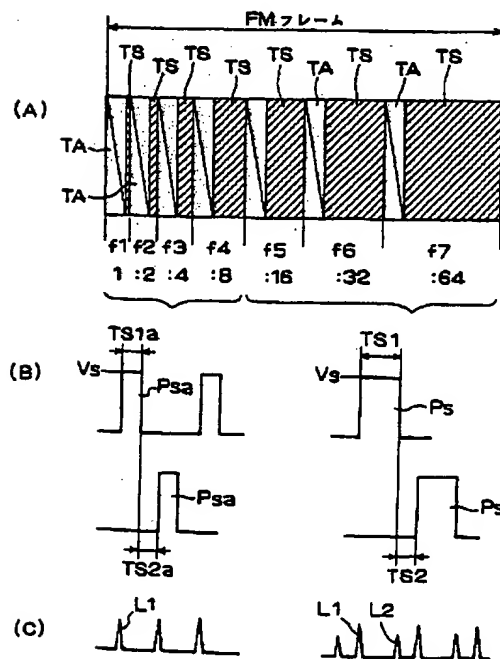 FMフレーム
TS TS TS TS TS TA TS TA TS
(A)
TA
TA
f1 f2 f3 f4 f5 f6 f7
1 :2 :4 :8 :16 :32 :64
TS1a TS1
(B) Vs Psa Vs Ps
Psa Ps
TS2a TS2
(C) L1 L1 L2